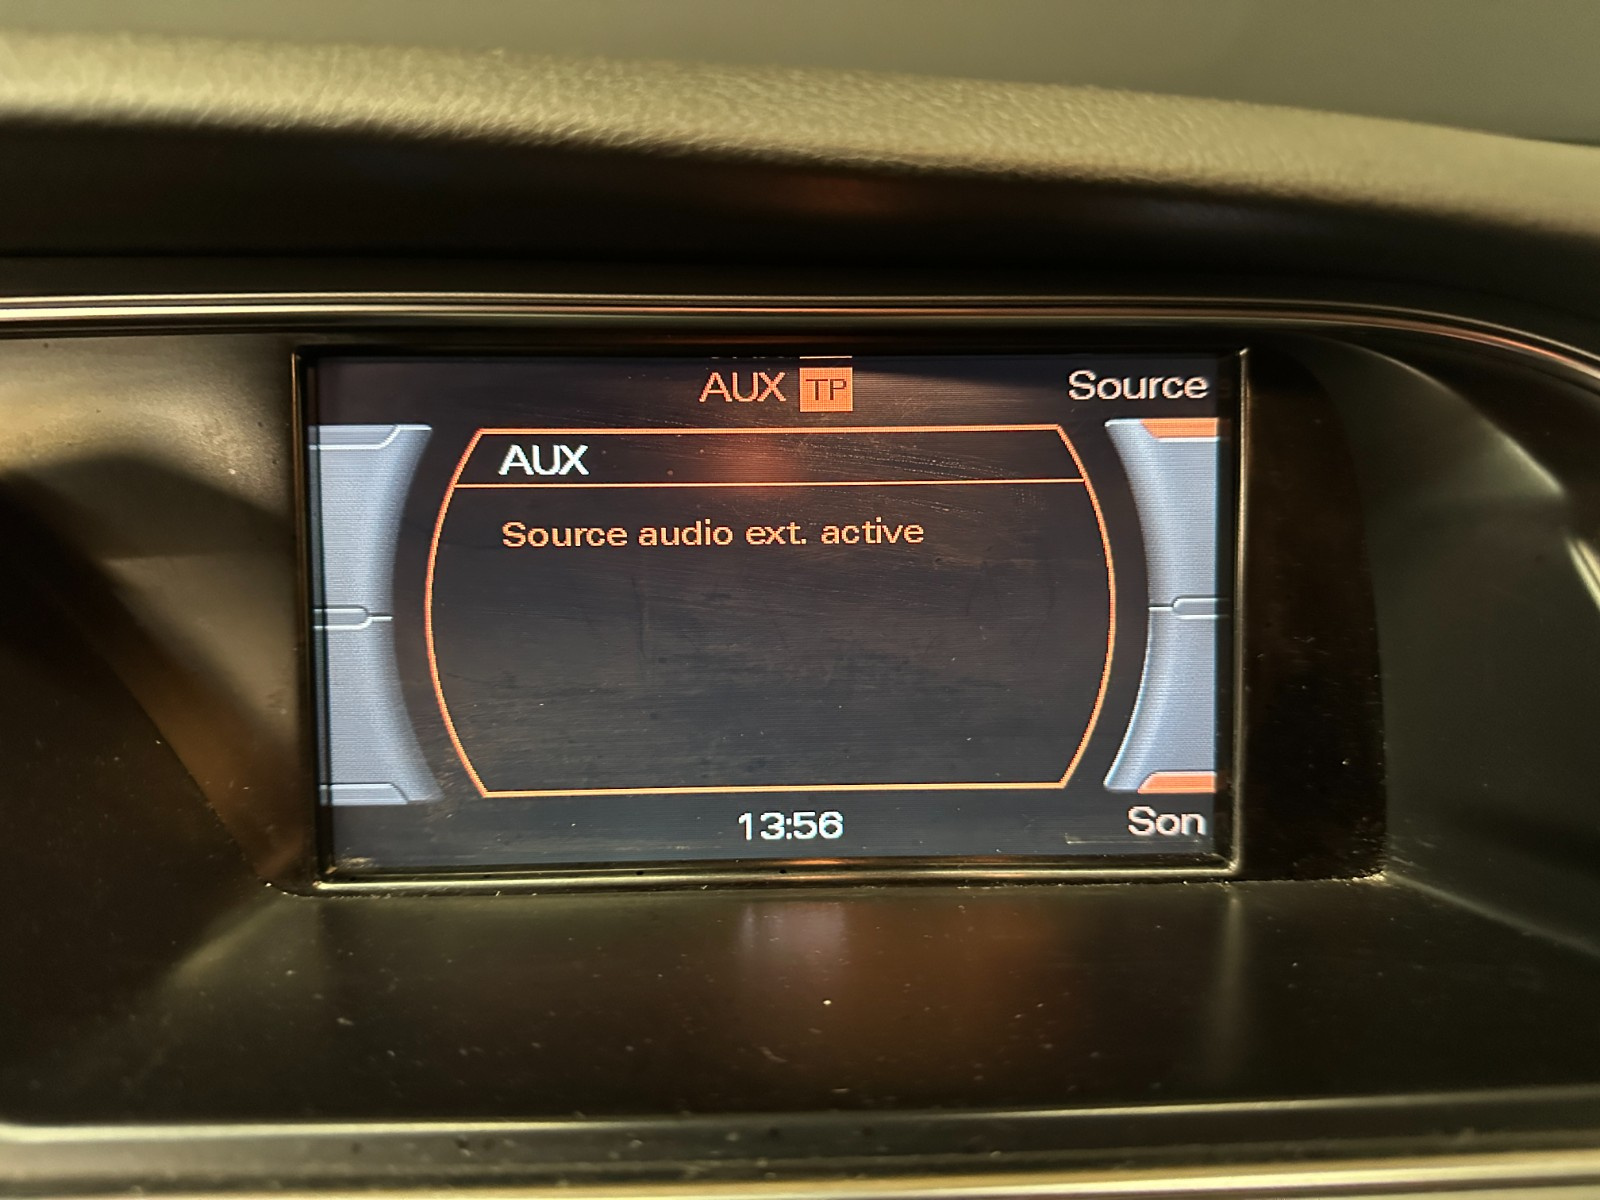 AUX TP
Source
AUX
Source audio ext. active
13:56
Son